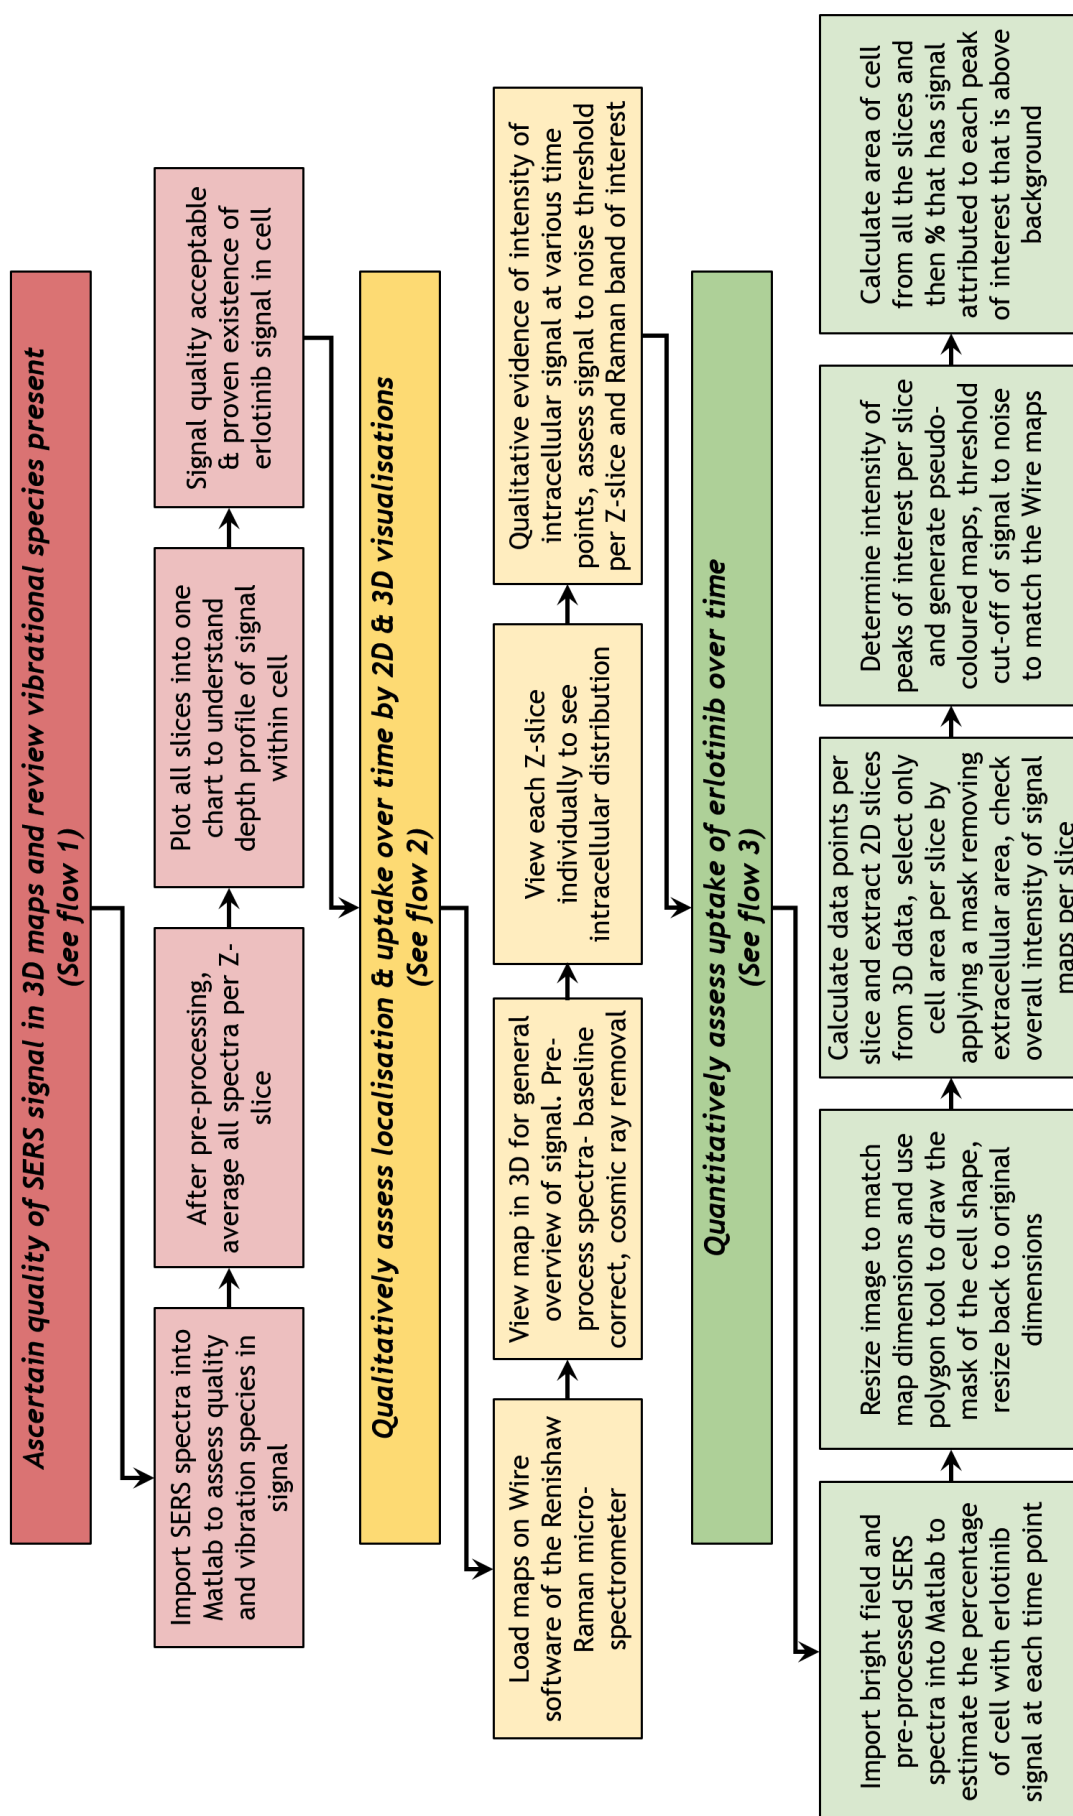 Ascertain quality of SERS signal in 3D maps and review vibrational species present
(See flow 1)
Import SERS spectra into
Matlab to assess quality
and vibration species in
signal
After pre-processing,
average all spectra per Z-
slice
Plot all slices into one
chart to understand
depth profile of signal
within cell
Signal quality acceptable
& proven existence of
erlotinib signal in cell
Qualitatively assess localisation & uptake over time by 2D & 3D visualisations
(See flow 2)
Load maps on Wire
software of the Renishaw
Raman micro-
spectrometer
View map in 3D for general
overview of signal. Pre-
process spectra- baseline
correct, cosmic ray removal
View each Z-slice
individually to see
intracellular distribution
Qualitative evidence of intensity of
intracellular signal at various time
points, assess signal to noise threshold
per Z-slice and Raman band of interest
Quantitatively assess uptake of erlotinib over time
(See flow 3)
Import bright field and
pre-processed SERS
spectra into Matlab to
estimate the percentage
of cell with erlotinib
signal at each time point
Resize image to match
map dimensions and use
polygon tool to draw the
mask of the cell shape,
resize back to original
dimensions
Calculate data points per
slice and extract 2D slices
from 3D data, select only
cell area per slice by
applying a mask removing
extracellular area, check
overall intensity of signal
maps per slice
Determine intensity of
peaks of interest per slice
and generate pseudo-
coloured maps, threshold
cut-off of signal to noise
to match the Wire maps
Calculate area of cell
from all the slices and
then % that has signal
attributed to each peak
of interest that is above
background